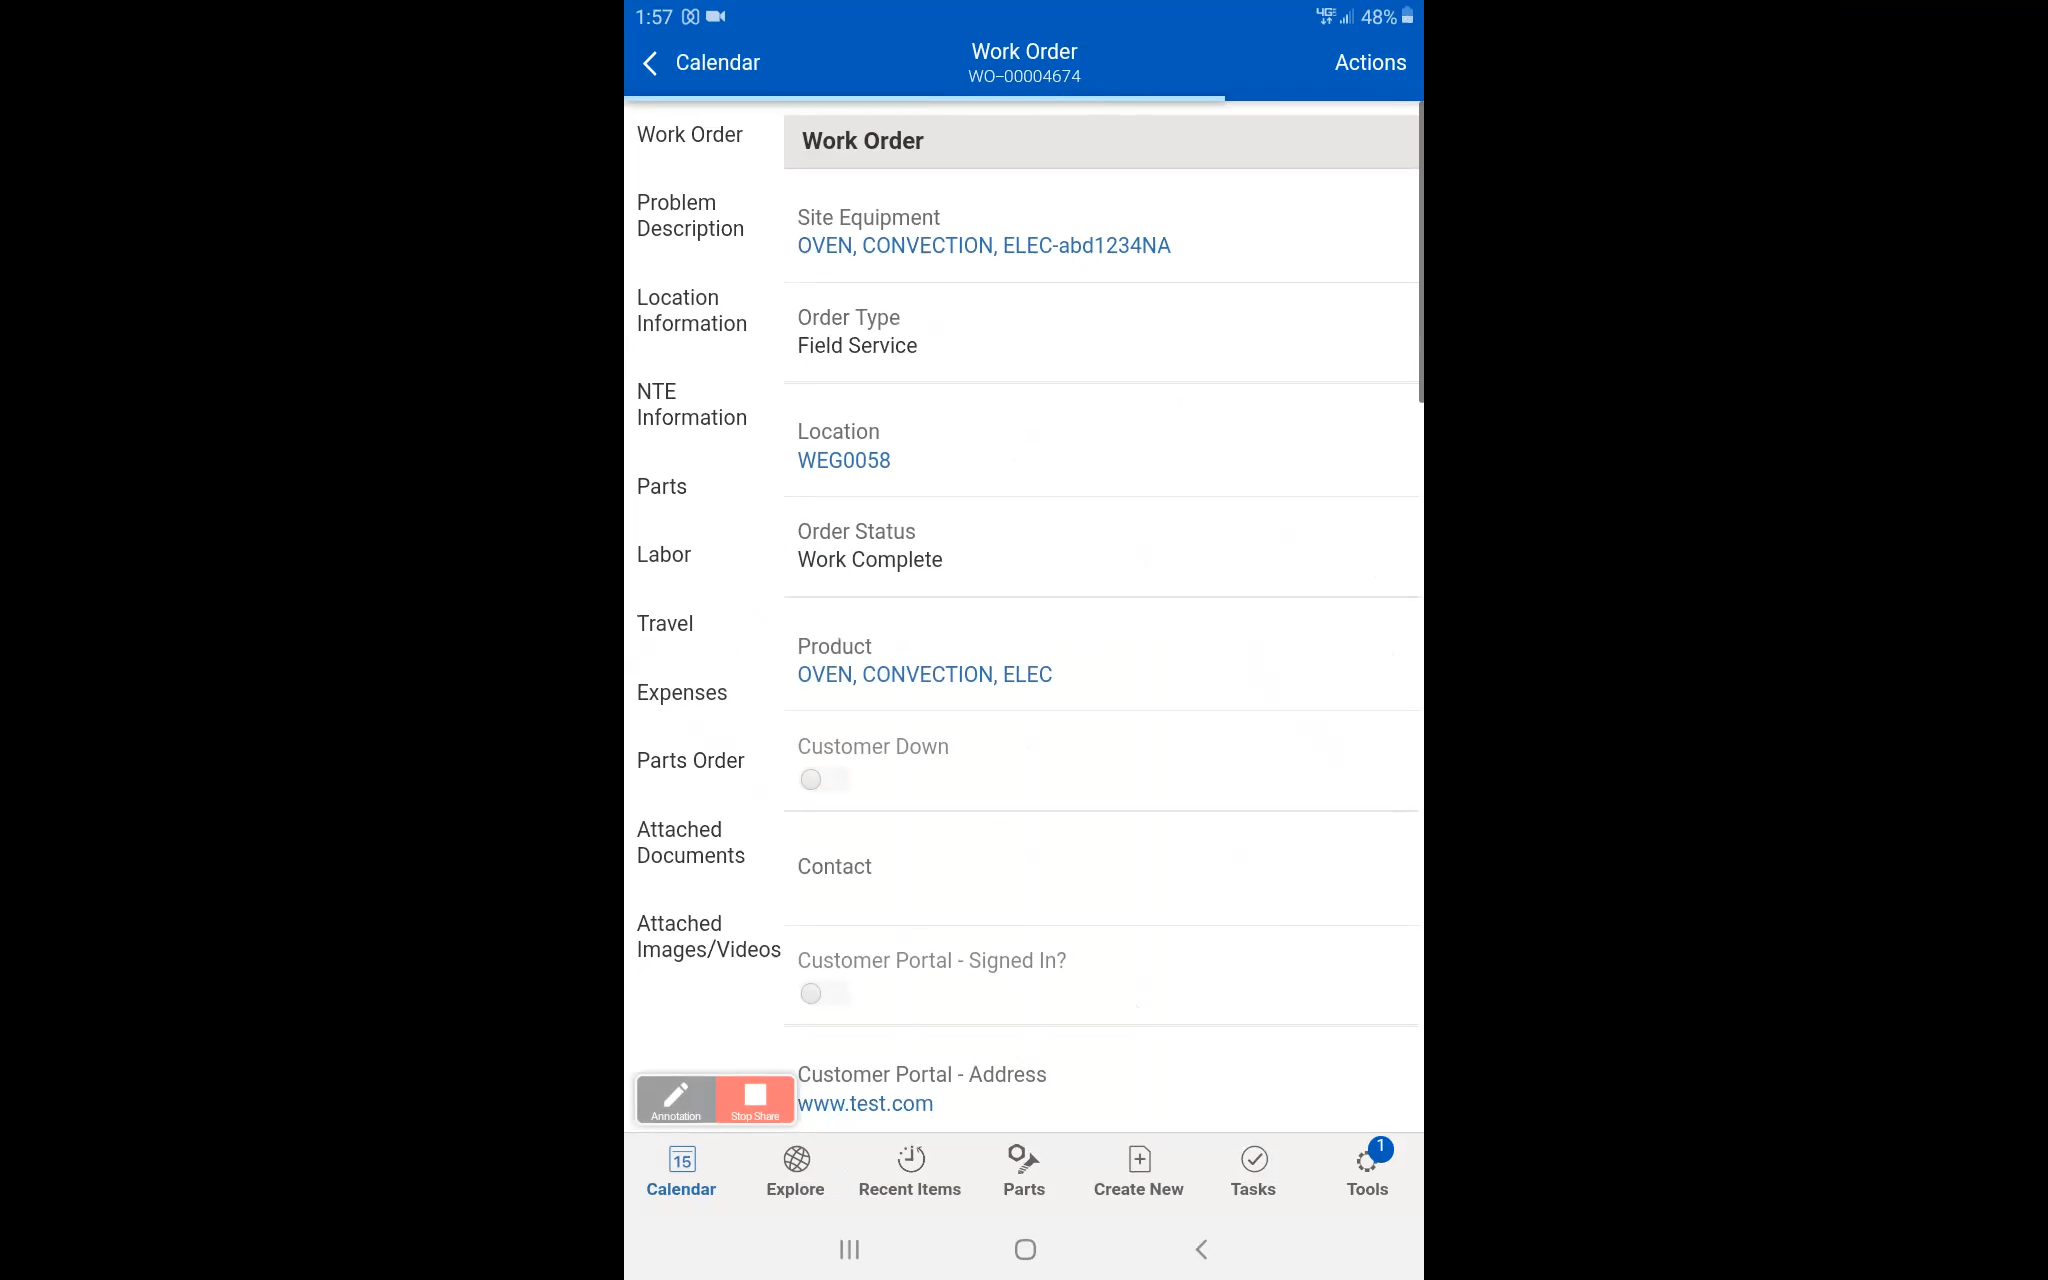 1:57
48%
Calendar
Work Order
WO-00004674
Actions
Work Order
Problem
Description
Location
Information
NTE
Information
Parts
Labor
Travel
Expenses
Parts Order
Attached
Documents
Attached
Images/Videos
Work Order
Site Equipment
OVEN, CONVECTION, ELEC-abd1234NA
Order Type
Field Service
Location
WEG0058
Order Status
Work Complete
Product
OVEN, CONVECTION, ELEC
Customer Down
Contact
Customer Portal - Signed In?
Customer Portal - Address
www.test.com
Annotation
Stop Share
15
Calendar
Explore
Recent Items
Parts
Create New
Tasks
1
Tools